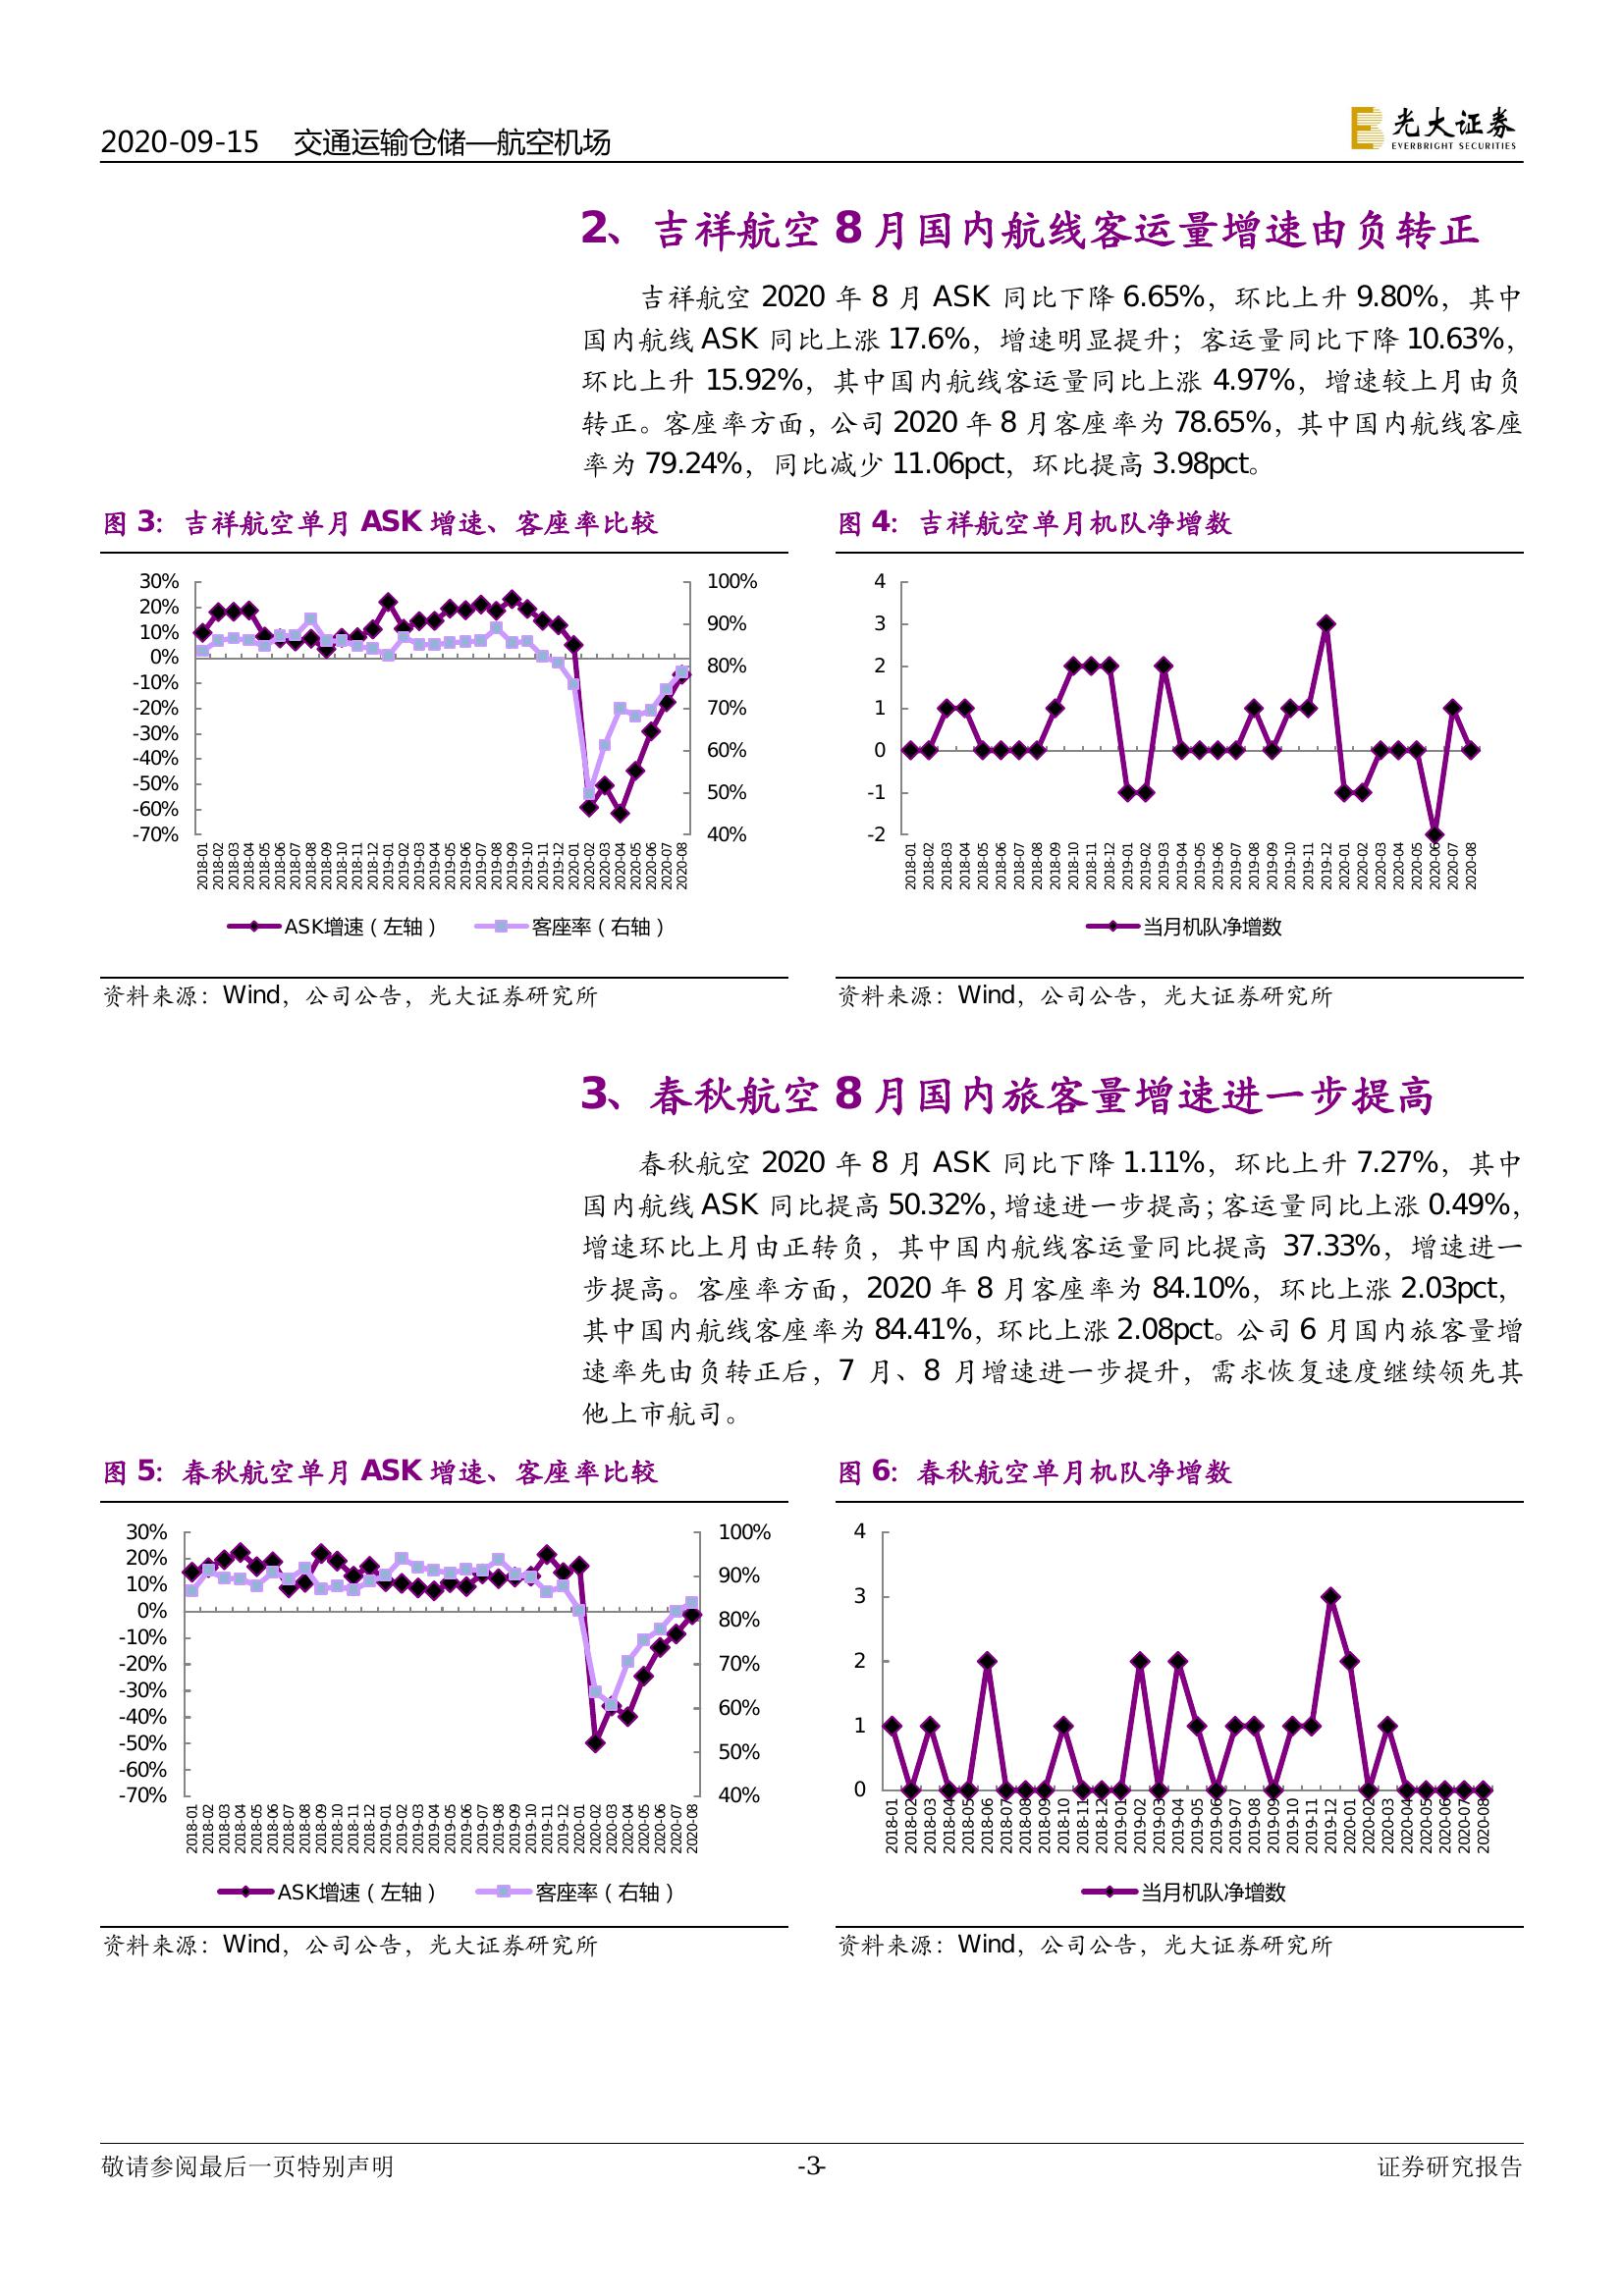 2020-09-15 交通运输仓储—航空机场
光大证券
EVERBRIGHT SECURITIES
2、吉祥航空 8 月国内航线客运量增速由负转正
吉祥航空 2020 年 8 月 ASK 同比下降 6.65%，环比上升 9.80%，其中
国内航线 ASK 同比上涨 17.6%，增速明显提升；客运量同比下降 10.63%，
环比上升 15.92%，其中国内航线客运量同比上涨 4.97%，增速较上月由负
转正。客座率方面，公司 2020 年 8 月客座率为 78.65%，其中国内航线客座
率为 79.24%，同比减少 11.06pct，环比提高 3.98pct。
图 3：吉祥航空单月 ASK 增速、客座率比较
30%
20%
10%
0%
-10%
-20%
-30%
-40%
-50%
-60%
-70%
100%
90%
80%
70%
60%
50%
40%
2018-01 2018-02 2018-03 2018-04 2018-05 2018-06 2018-07 2018-08 2018-09 2018-10 2018-11 2018-12 2019-01 2019-02 2019-03 2019-04 2019-05 2019-06 2019-07 2019-08 2019-09 2019-10 2019-11 2019-12 2020-01 2020-02 2020-03 2020-04 2020-05 2020-06 2020-07 2020-08
ASK增速（左轴） 客座率（右轴）
资料来源：Wind，公司公告，光大证券研究所
图 4：吉祥航空单月机队净增数
4
3
2
1
0
-1
-2
2018-01 2018-02 2018-03 2018-04 2018-05 2018-06 2018-07 2018-08 2018-09 2018-10 2018-11 2018-12 2019-01 2019-02 2019-03 2019-04 2019-05 2019-06 2019-07 2019-08 2019-09 2019-10 2019-11 2019-12 2020-01 2020-02 2020-03 2020-04 2020-05 2020-06 2020-07 2020-08
当月机队净增数
资料来源：Wind，公司公告，光大证券研究所
3、春秋航空 8 月国内旅客量增速进一步提高
春秋航空 2020 年 8 月 ASK 同比下降 1.11%，环比上升 7.27%，其中
国内航线 ASK 同比提高 50.32%，增速进一步提高；客运量同比上涨 0.49%，
增速环比上月由正转负，其中国内航线客运量同比提高 37.33%，增速进一
步提高。客座率方面，2020 年 8 月客座率为 84.10%，环比上涨 2.03pct，
其中国内航线客座率为 84.41%，环比上涨 2.08pct。公司 6 月国内旅客量增
速率先由负转正后，7 月、8 月增速进一步提升，需求恢复速度继续领先其
他上市航司。
图 5：春秋航空单月 ASK 增速、客座率比较
30%
20%
10%
0%
-10%
-20%
-30%
-40%
-50%
-60%
-70%
100%
90%
80%
70%
60%
50%
40%
2018-01 2018-02 2018-03 2018-04 2018-05 2018-06 2018-07 2018-08 2018-09 2018-10 2018-11 2018-12 2019-01 2019-02 2019-03 2019-04 2019-05 2019-06 2019-07 2019-08 2019-09 2019-10 2019-11 2019-12 2020-01 2020-02 2020-03 2020-04 2020-05 2020-06 2020-07 2020-08
ASK增速（左轴） 客座率（右轴）
资料来源：Wind，公司公告，光大证券研究所
图 6：春秋航空单月机队净增数
4
3
2
1
0
2018-01 2018-02 2018-03 2018-04 2018-05 2018-06 2018-07 2018-08 2018-09 2018-10 2018-11 2018-12 2019-01 2019-02 2019-03 2019-04 2019-05 2019-06 2019-07 2019-08 2019-09 2019-10 2019-11 2019-12 2020-01 2020-02 2020-03 2020-04 2020-05 2020-06 2020-07 2020-08
当月机队净增数
资料来源：Wind，公司公告，光大证券研究所
敬请参阅最后一页特别声明 -3- 证券研究报告